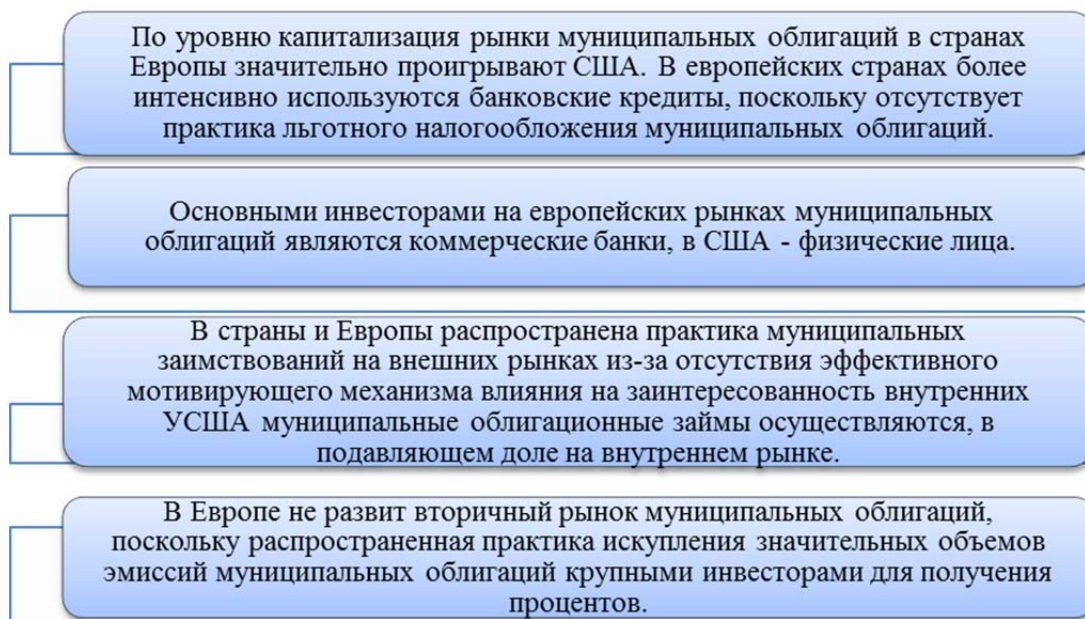 По уровню капитализация рынки муниципальных облигаций в странах
Европы значительно проигрывают США. В европейских странах более
интенсивно используются банковские кредиты, поскольку отсутствует
практика льготного налогообложения муниципальных облигаций.
Основными инвесторами на европейских рынках муниципальных
облигаций являются коммерческие банки, в США - физические лица.
В страны и Европы распространена практика муниципальных
заимствований на внешних рынках из-за отсутствия эффективного
мотивирующего механизма влияния на заинтересованность внутренних
УСША муниципальные облигационные займы осуществляются, в
подавляющем доле на внутреннем рынке.
В Европе не развит вторичный рынок муниципальных облигаций,
поскольку распространенная практика искупления значительных объемов
эмиссий муниципальных облигаций крупными инвесторами для получения
процентов.